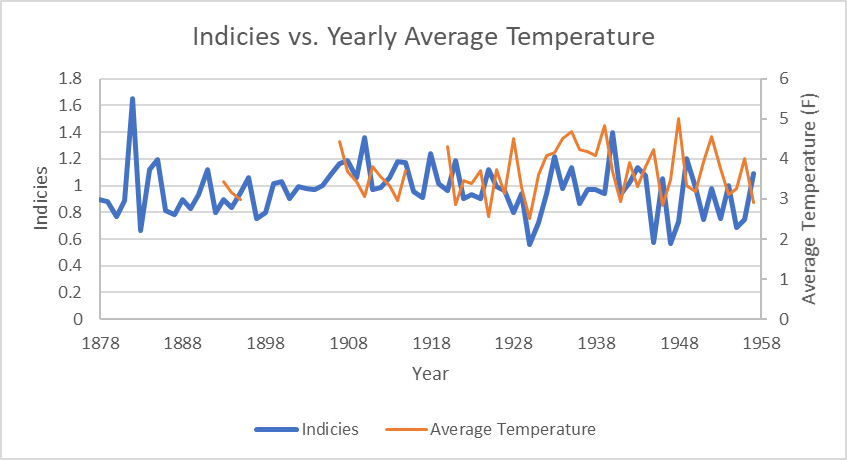 Indicies vs. Yearly Average Temperature
1.8
1.6
1.4
1.2
1
0.8
0.6
0.4
0.2
0
Indicies
6
5
4
3
2
1
0
Average Temperature (F)
1878 1888 1898 1908 1918 1928 1938 1948 1958
Year
Indicies Average Temperature